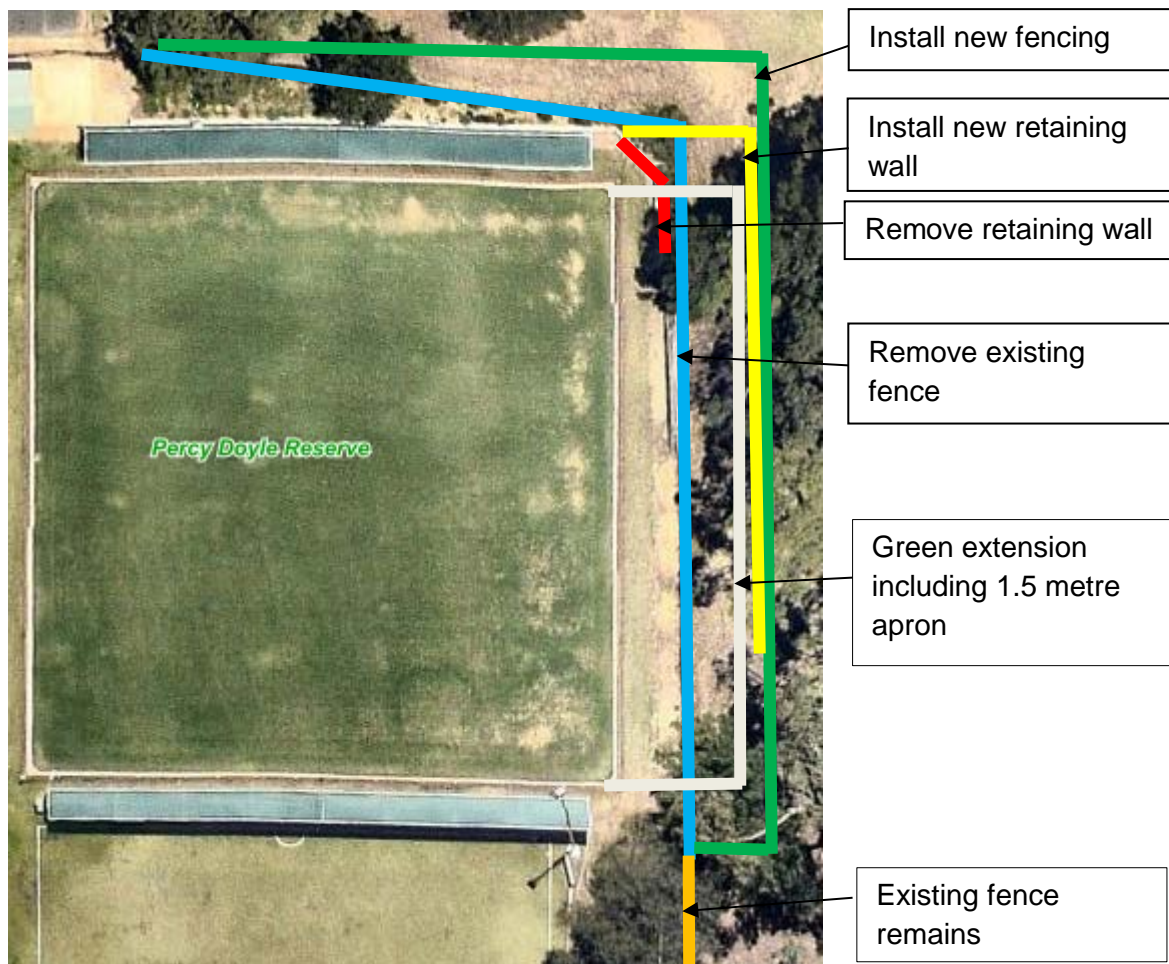 Install new fencing
Install new retaining
wall
Remove retaining wall
Remove existing
fence
Percy Doyle Reserve
Green extension
including 1.5 metre
apron
Existing fence
remains